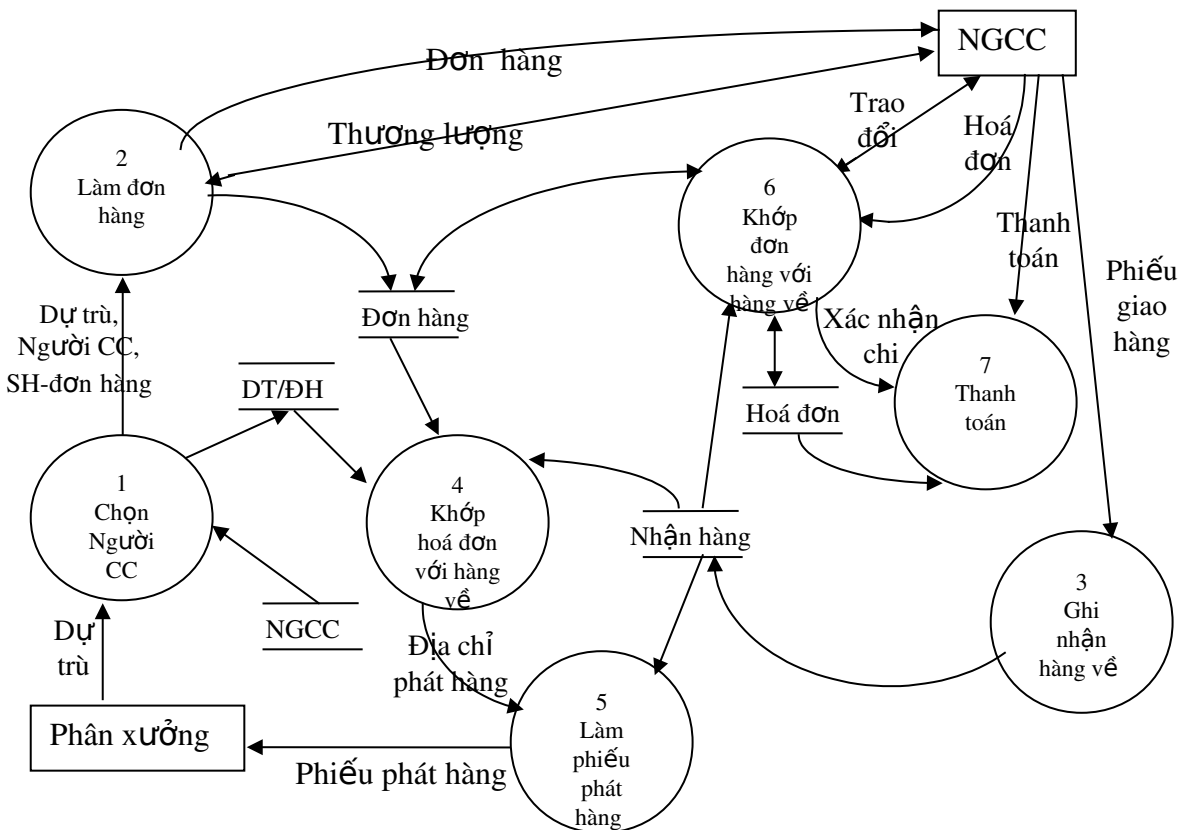 NGCC
Đơn hàng
Thương lượng
Trao
đổi
Hoá
đơn
2
Làm đơn
hàng
6
Khớp
đơn
hàng với
hàng về
Thanh
toán
Phiếu
giao
hàng
Dự trù,
Người CC,
SH-đơn hàng
Đơn hàng
Xác nhận
chi
DT/ĐH
Hoá đơn
7
Thanh
toán
1
Chọn
Người
CC
4
Khớp
hoá đơn
với hàng
về
Nhận hàng
3
Ghi
nhận
hàng về
Dự
trù
NGCC
Địa chỉ
phát hàng
5
Làm
phiếu
phát
hàng
Phân xưởng
Phiếu phát hàng